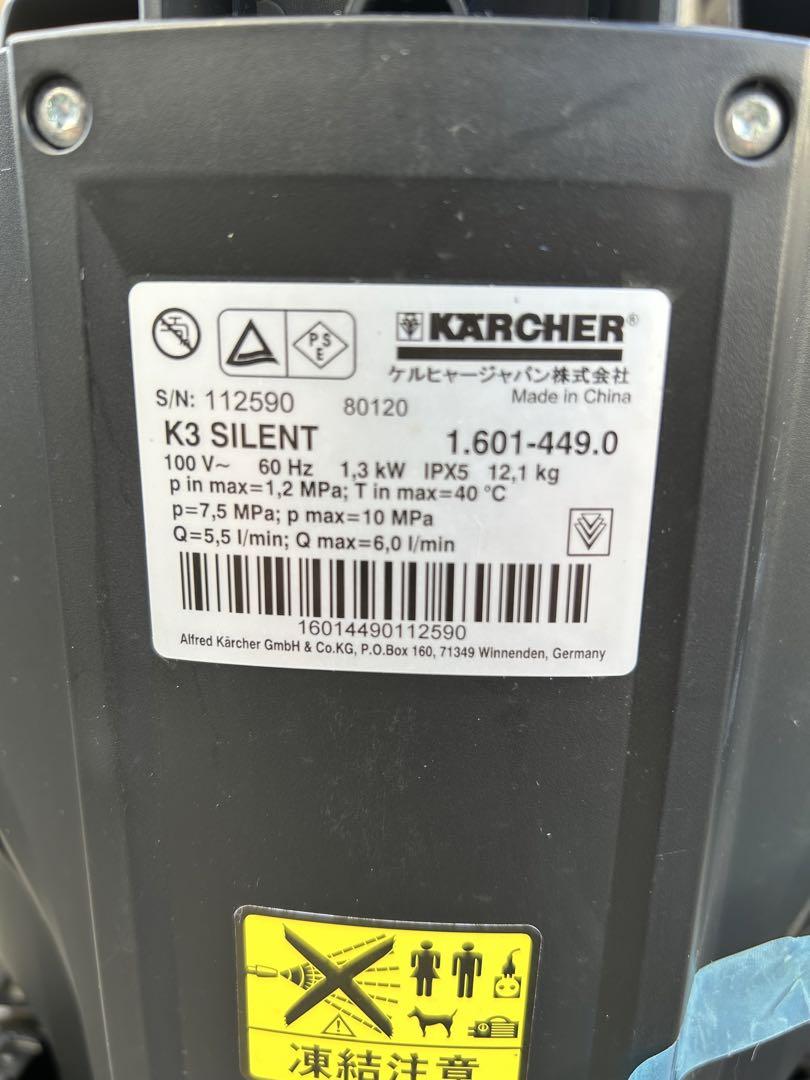 KÄRCHER®
ケルヒャージャパン株式会社
Made in China
PSE
S/N: 112590 80120
K3 SILENT 1.601-449.0
100 V~ 60 Hz 1,3 kW IPX5 12,1 kg
p in max=1,2 MPa; T in max=40 °C
p=7,5 MPa; p max=10 MPa
Q=5,5 l/min; Q max=6,0 l/min
16014490112590
Alfred Kärcher GmbH & Co.KG, P.O.Box 160, 71349 Winnenden, Germany
凍結注意